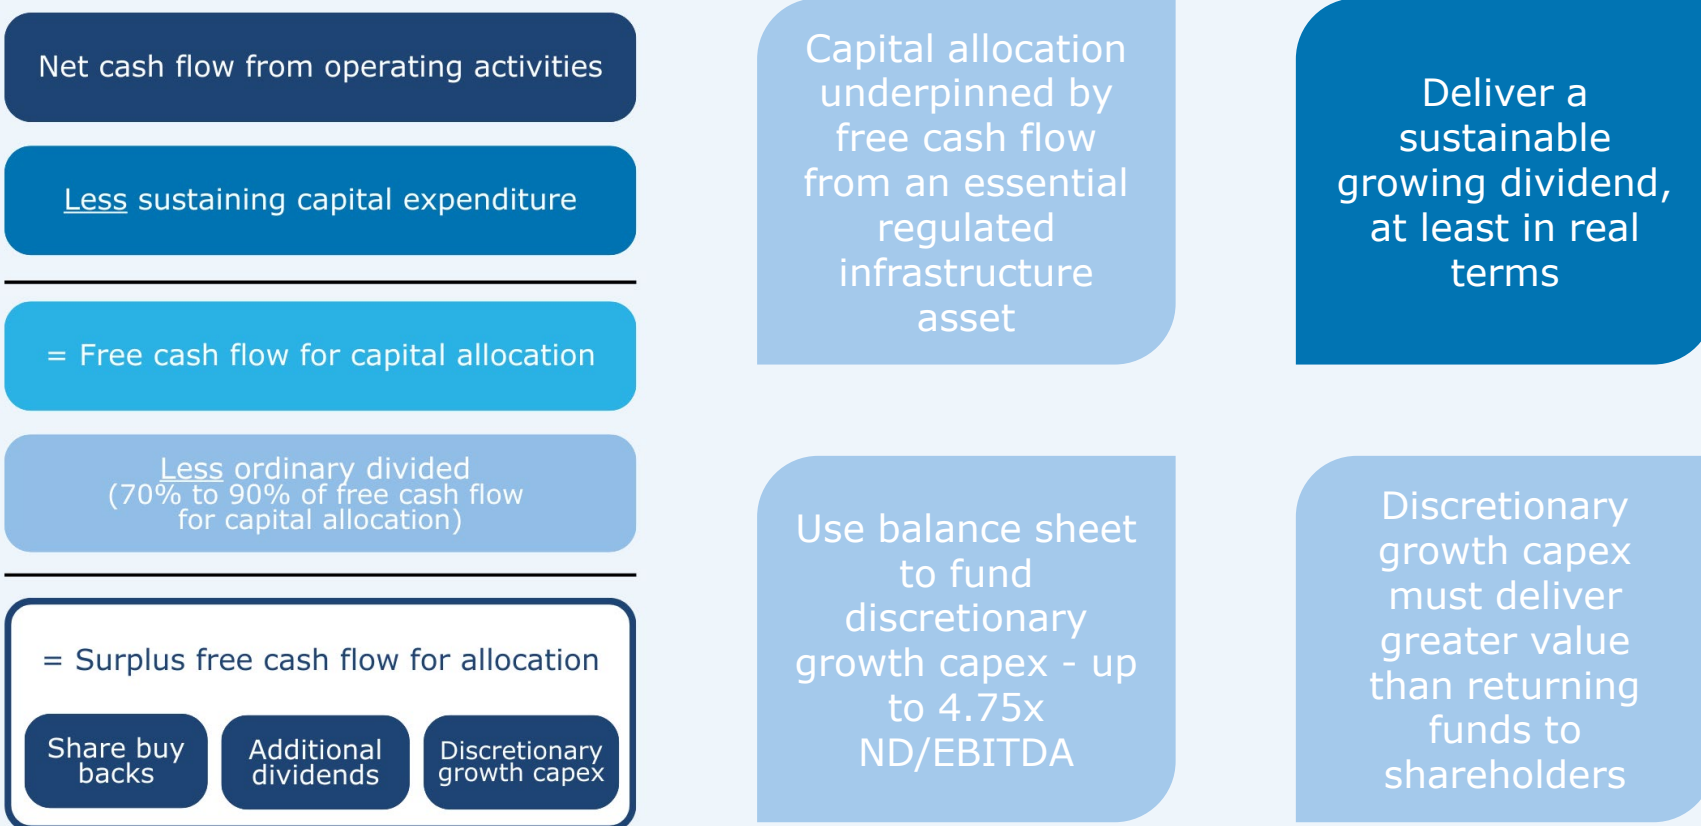 Net cash flow from operating activities
Less sustaining capital expenditure
= Free cash flow for capital allocation
Less ordinary divided
(70% to 90% of free cash flow
for capital allocation)
= Surplus free cash flow for allocation
Share buy
backs
Additional
dividends
Discretionary
growth capex
Capital allocation
underpinned by
free cash flow
from an essential
regulated
infrastructure
asset
Deliver a
sustainable
growing dividend,
at least in real
terms
Use balance sheet
to fund
discretionary
growth capex - up
to 4.75x
ND/EBITDA
Discretionary
growth capex
must deliver
greater value
than returning
funds to
shareholders